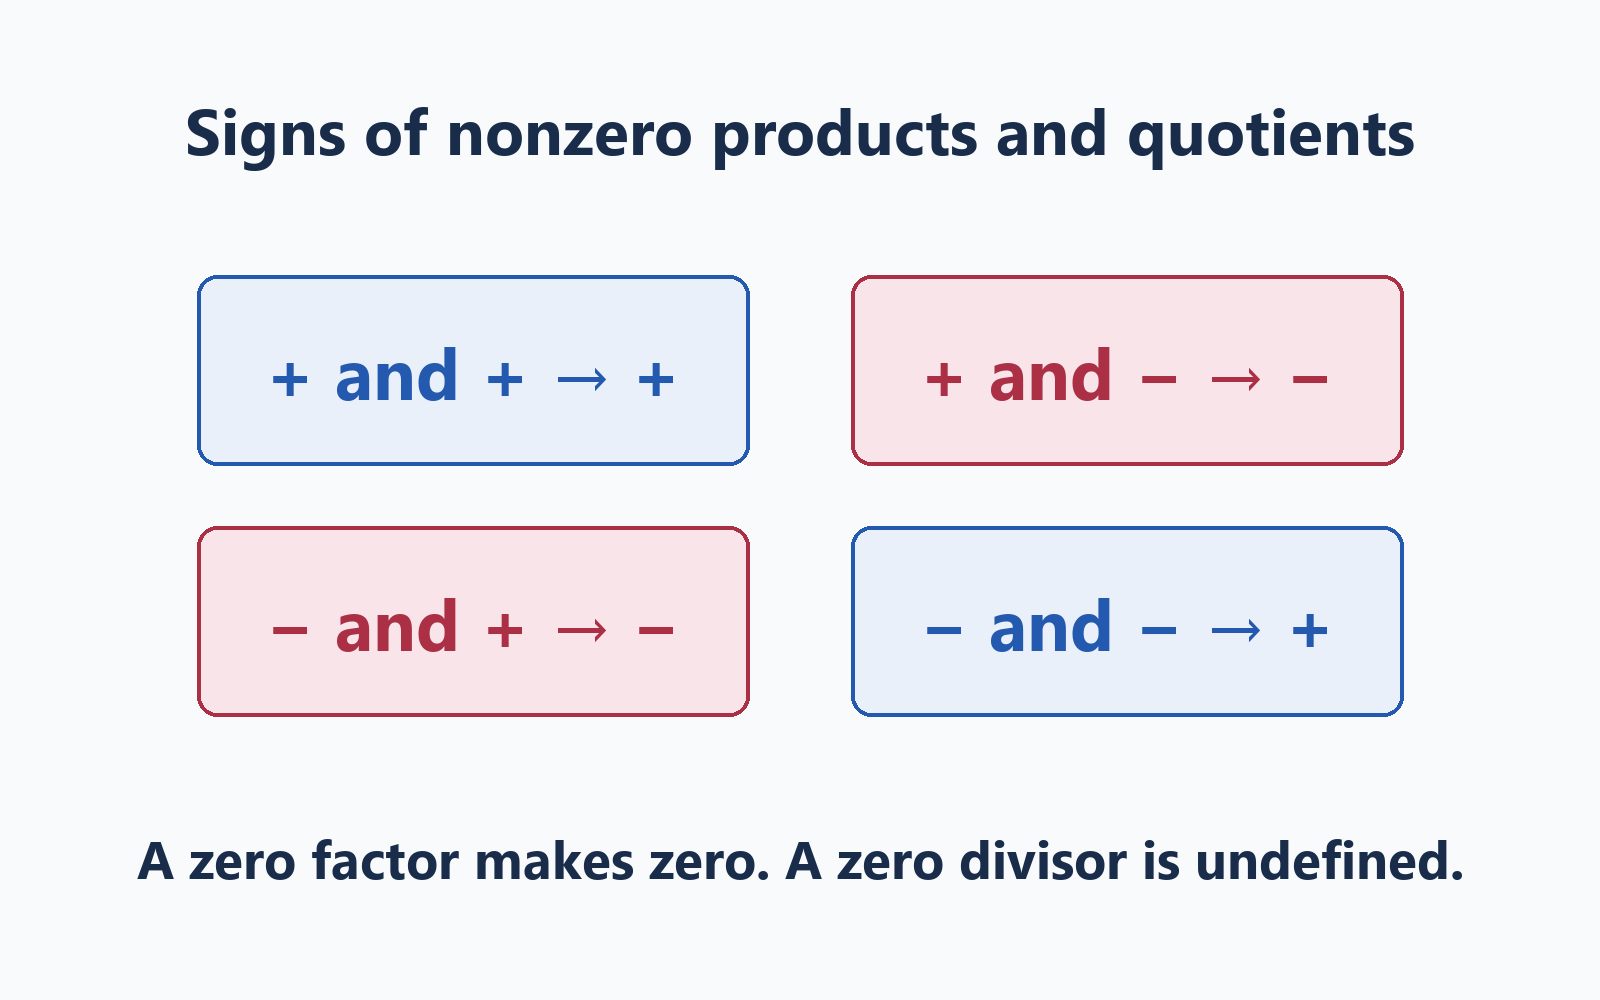 Signs of nonzero products and quotients
+ and + → +
+ and − → −
− and + → −
− and − → +
A zero factor makes zero. A zero divisor is undefined.